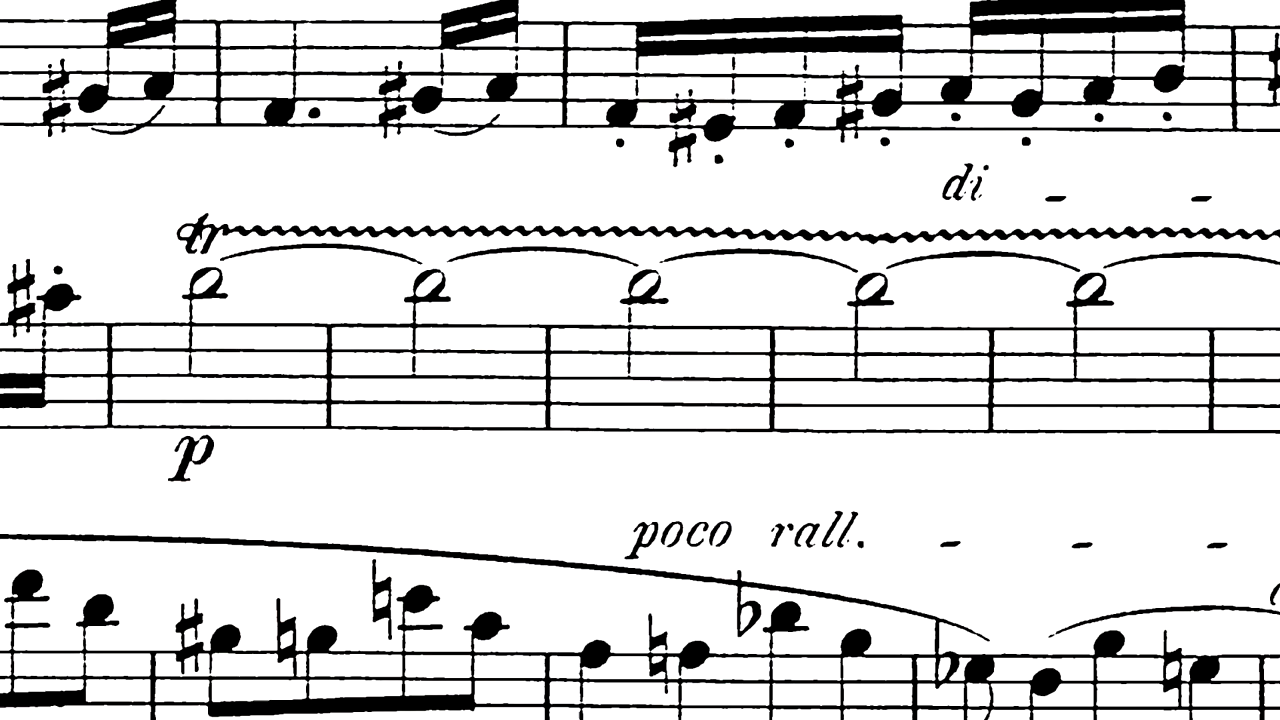 di - -
tr
p
poco rall. - - -